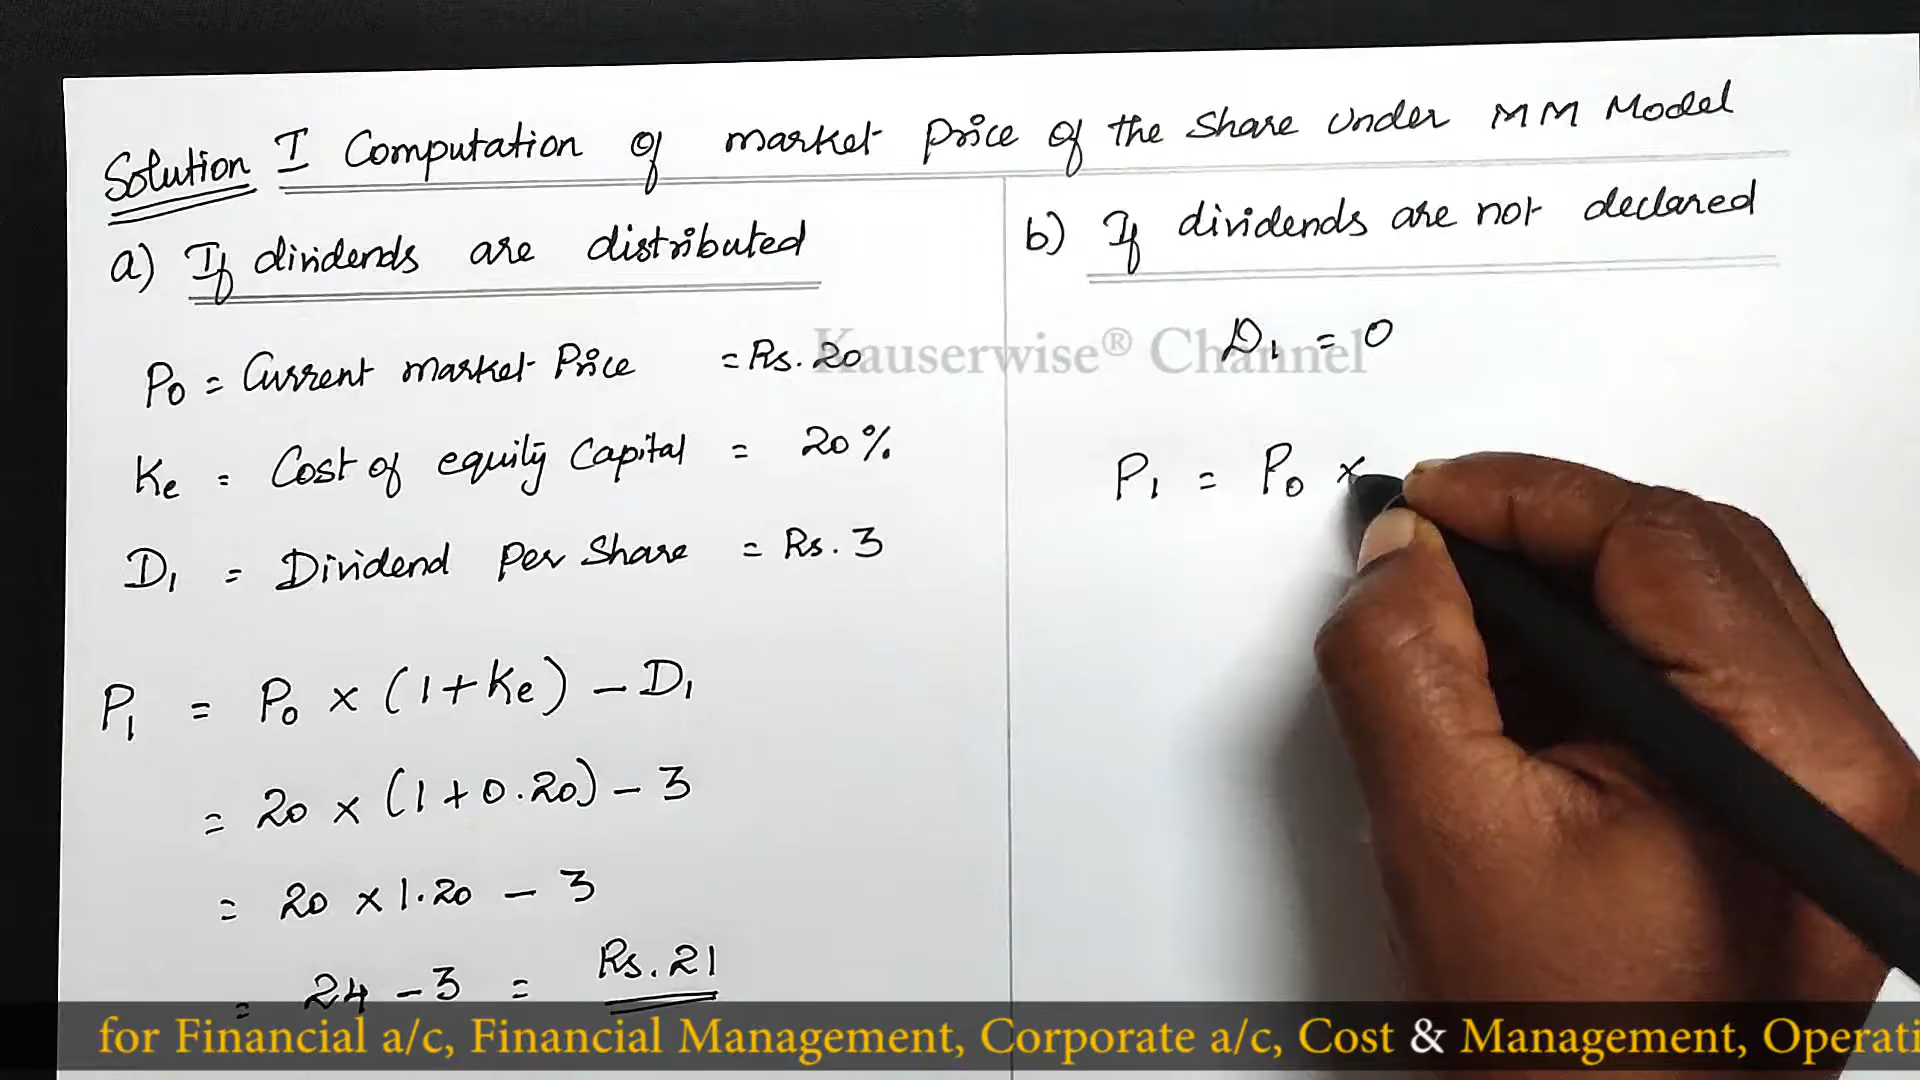 Solution I Computation of market Price of the Share under MM Model
a) If dividends are distributed
P0 = Current market Price = Rs. 20
Ke = Cost of equity Capital = 20%
D1 = Dividend Per Share = Rs. 3
P1 = P0 × (1+Ke) – D1
= 20 × (1+0.20) – 3
= 20 × 1.20 – 3
= 24 – 3 = Rs. 21
b) If dividends are not declared
D1 = 0
P1 = P0 ×
Kauserwise® Channel
for Financial a/c, Financial Management, Corporate a/c, Cost & Management, Operati